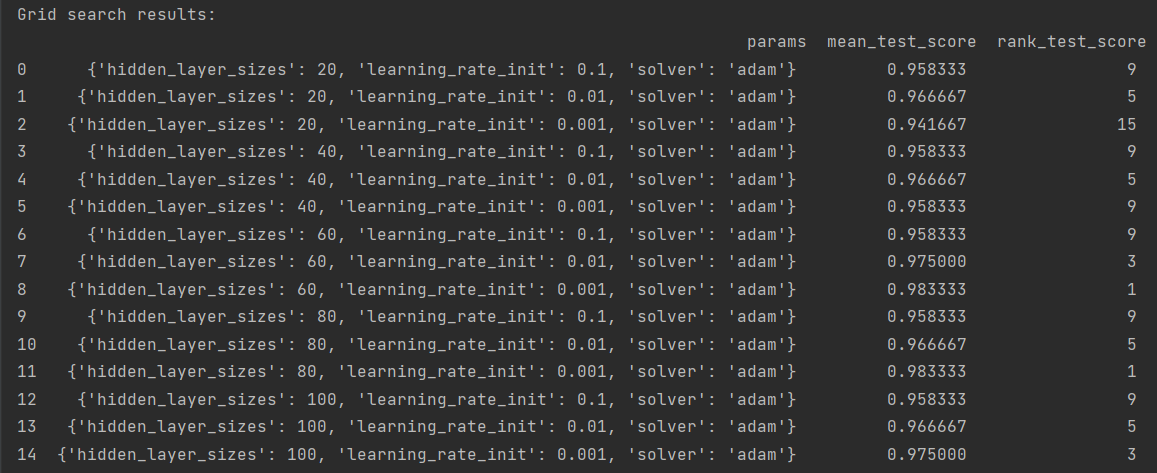 Grid search results:
params mean_test_score rank_test_score
0 {'hidden_layer_sizes': 20, 'learning_rate_init': 0.1, 'solver': 'adam'} 0.958333 9
1 {'hidden_layer_sizes': 20, 'learning_rate_init': 0.01, 'solver': 'adam'} 0.966667 5
2 {'hidden_layer_sizes': 20, 'learning_rate_init': 0.001, 'solver': 'adam'} 0.941667 15
3 {'hidden_layer_sizes': 40, 'learning_rate_init': 0.1, 'solver': 'adam'} 0.958333 9
4 {'hidden_layer_sizes': 40, 'learning_rate_init': 0.01, 'solver': 'adam'} 0.966667 5
5 {'hidden_layer_sizes': 40, 'learning_rate_init': 0.001, 'solver': 'adam'} 0.958333 9
6 {'hidden_layer_sizes': 60, 'learning_rate_init': 0.1, 'solver': 'adam'} 0.958333 9
7 {'hidden_layer_sizes': 60, 'learning_rate_init': 0.01, 'solver': 'adam'} 0.975000 3
8 {'hidden_layer_sizes': 60, 'learning_rate_init': 0.001, 'solver': 'adam'} 0.983333 1
9 {'hidden_layer_sizes': 80, 'learning_rate_init': 0.1, 'solver': 'adam'} 0.958333 9
10 {'hidden_layer_sizes': 80, 'learning_rate_init': 0.01, 'solver': 'adam'} 0.966667 5
11 {'hidden_layer_sizes': 80, 'learning_rate_init': 0.001, 'solver': 'adam'} 0.983333 1
12 {'hidden_layer_sizes': 100, 'learning_rate_init': 0.1, 'solver': 'adam'} 0.958333 9
13 {'hidden_layer_sizes': 100, 'learning_rate_init': 0.01, 'solver': 'adam'} 0.966667 5
14 {'hidden_layer_sizes': 100, 'learning_rate_init': 0.001, 'solver': 'adam'} 0.975000 3